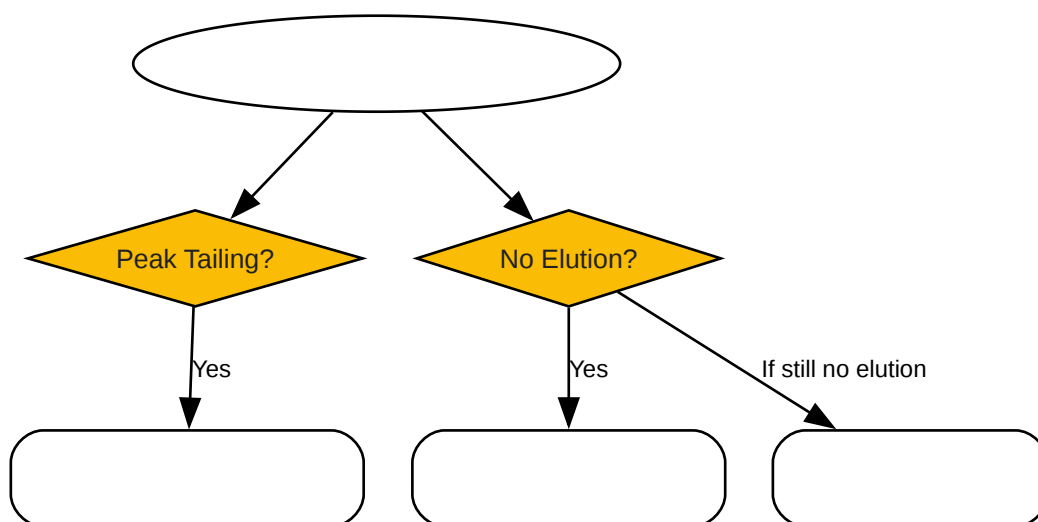 Peak Tailing?
No Elution?
Yes
Yes
If still no elution